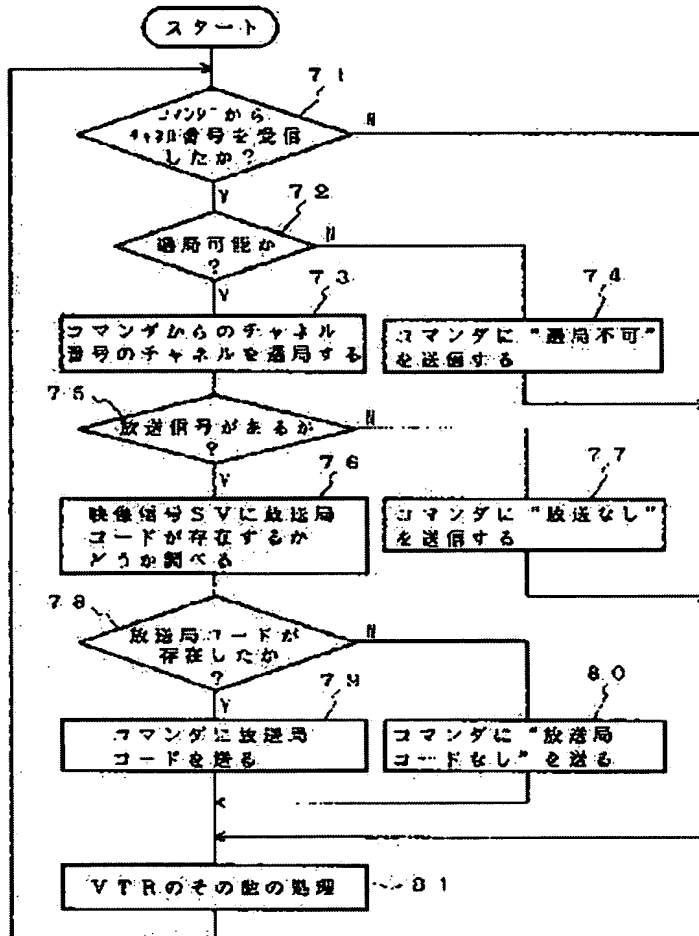 スタート
71
コマンダから
チャネル番号を受信
したか?
N
Y
72
選局可能か
?
N
Y
73
コマンダからのチャネル
番号のチャネルを選局する
74
コマンダに“選局不可”
を送信する
75
放送信号があるか
?
N
Y
76
映像信号SVに放送局
コードが存在するか
どうか調べる
77
コマンダに“放送なし”
を送信する
78
放送局コードが
存在したか
?
N
Y
79
コマンダに放送局
コードを送る
80
コマンダに“放送局
コードなし”を送る
VTRのその他の処理
81